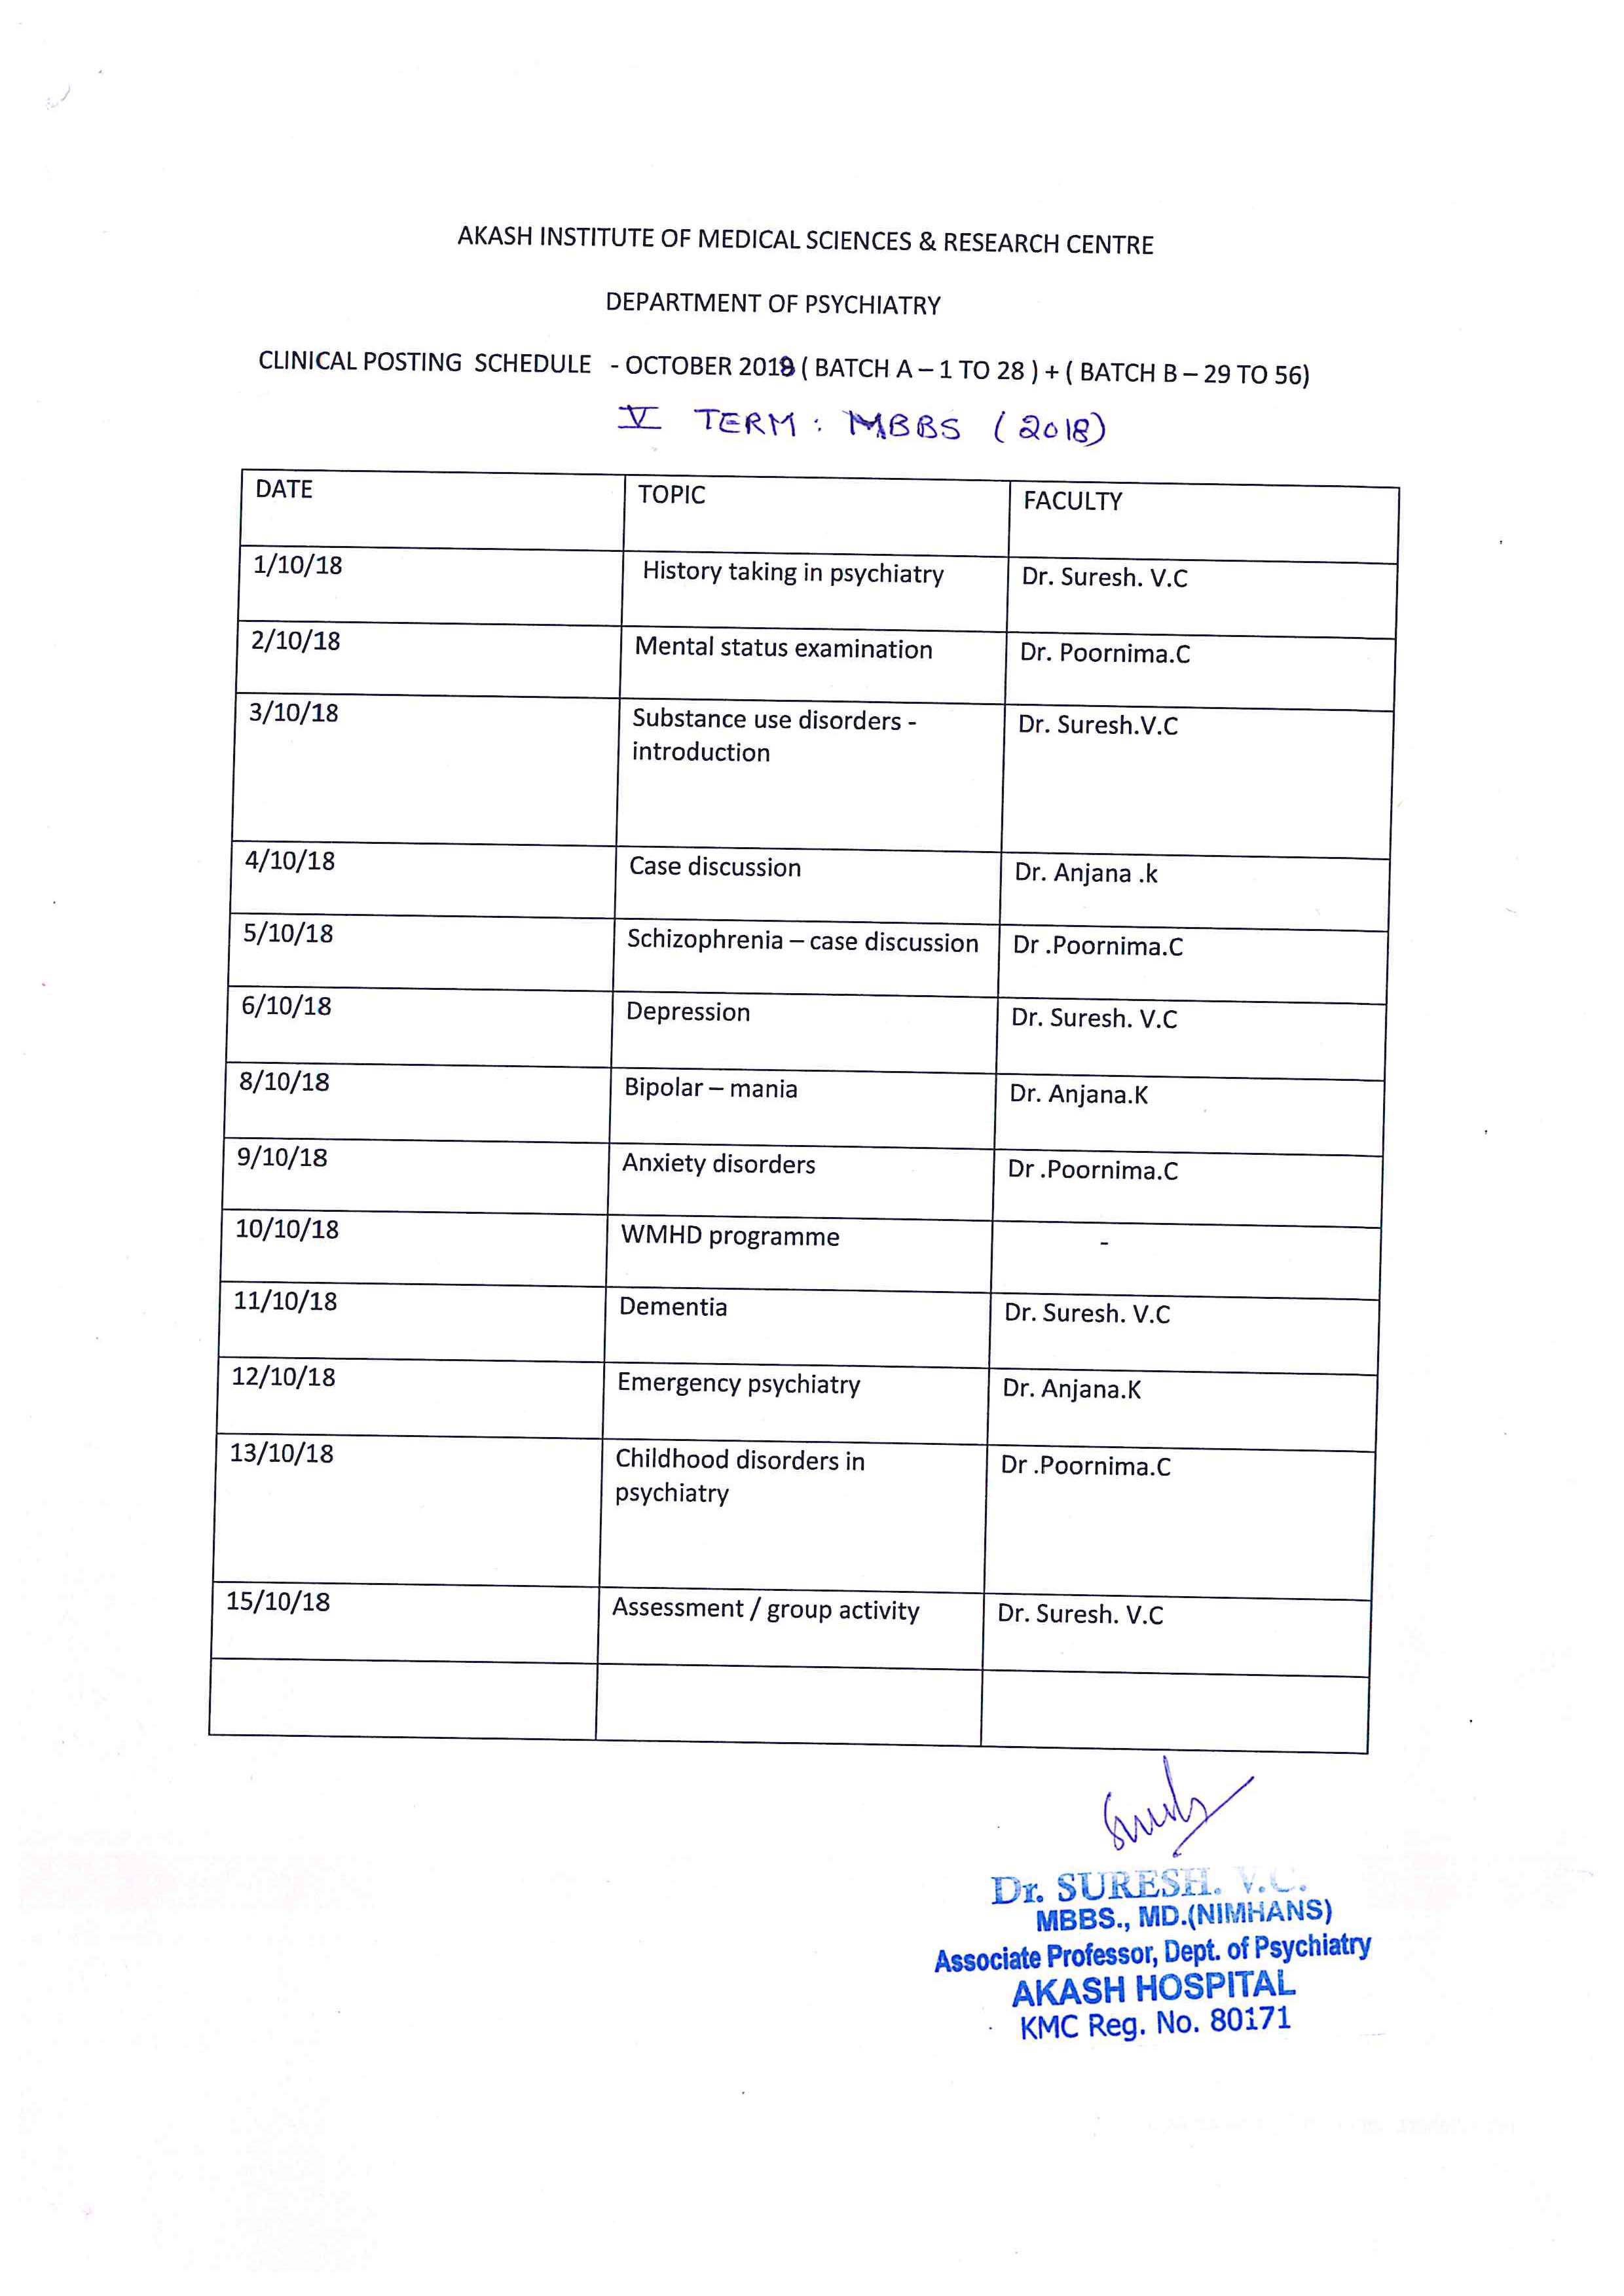 AKASH INSTITUTE OF MEDICAL SCIENCES & RESEARCH CENTRE
DEPARTMENT OF PSYCHIATRY
CLINICAL POSTING SCHEDULE - OCTOBER 2018 ( BATCH A – 1 TO 28 ) + ( BATCH B – 29 TO 56)
V TERM : MBBS (2018)
DATE TOPIC FACULTY
1/10/18 History taking in psychiatry Dr. Suresh. V.C
2/10/18 Mental status examination Dr. Poornima.C
3/10/18 Substance use disorders - Dr. Suresh.V.C
introduction
4/10/18 Case discussion Dr. Anjana .k
5/10/18 Schizophrenia – case discussion Dr .Poornima.C
6/10/18 Depression Dr. Suresh. V.C
8/10/18 Bipolar – mania Dr. Anjana.K
9/10/18 Anxiety disorders Dr .Poornima.C
10/10/18 WMHD programme -
11/10/18 Dementia Dr. Suresh. V.C
12/10/18 Emergency psychiatry Dr. Anjana.K
13/10/18 Childhood disorders in Dr .Poornima.C
psychiatry
15/10/18 Assessment / group activity Dr. Suresh. V.C
Dr. SURESH. V.C.
MBBS., MD.(NIMHANS)
Associate Professor, Dept. of Psychiatry
AKASH HOSPITAL
KMC Reg. No. 80171